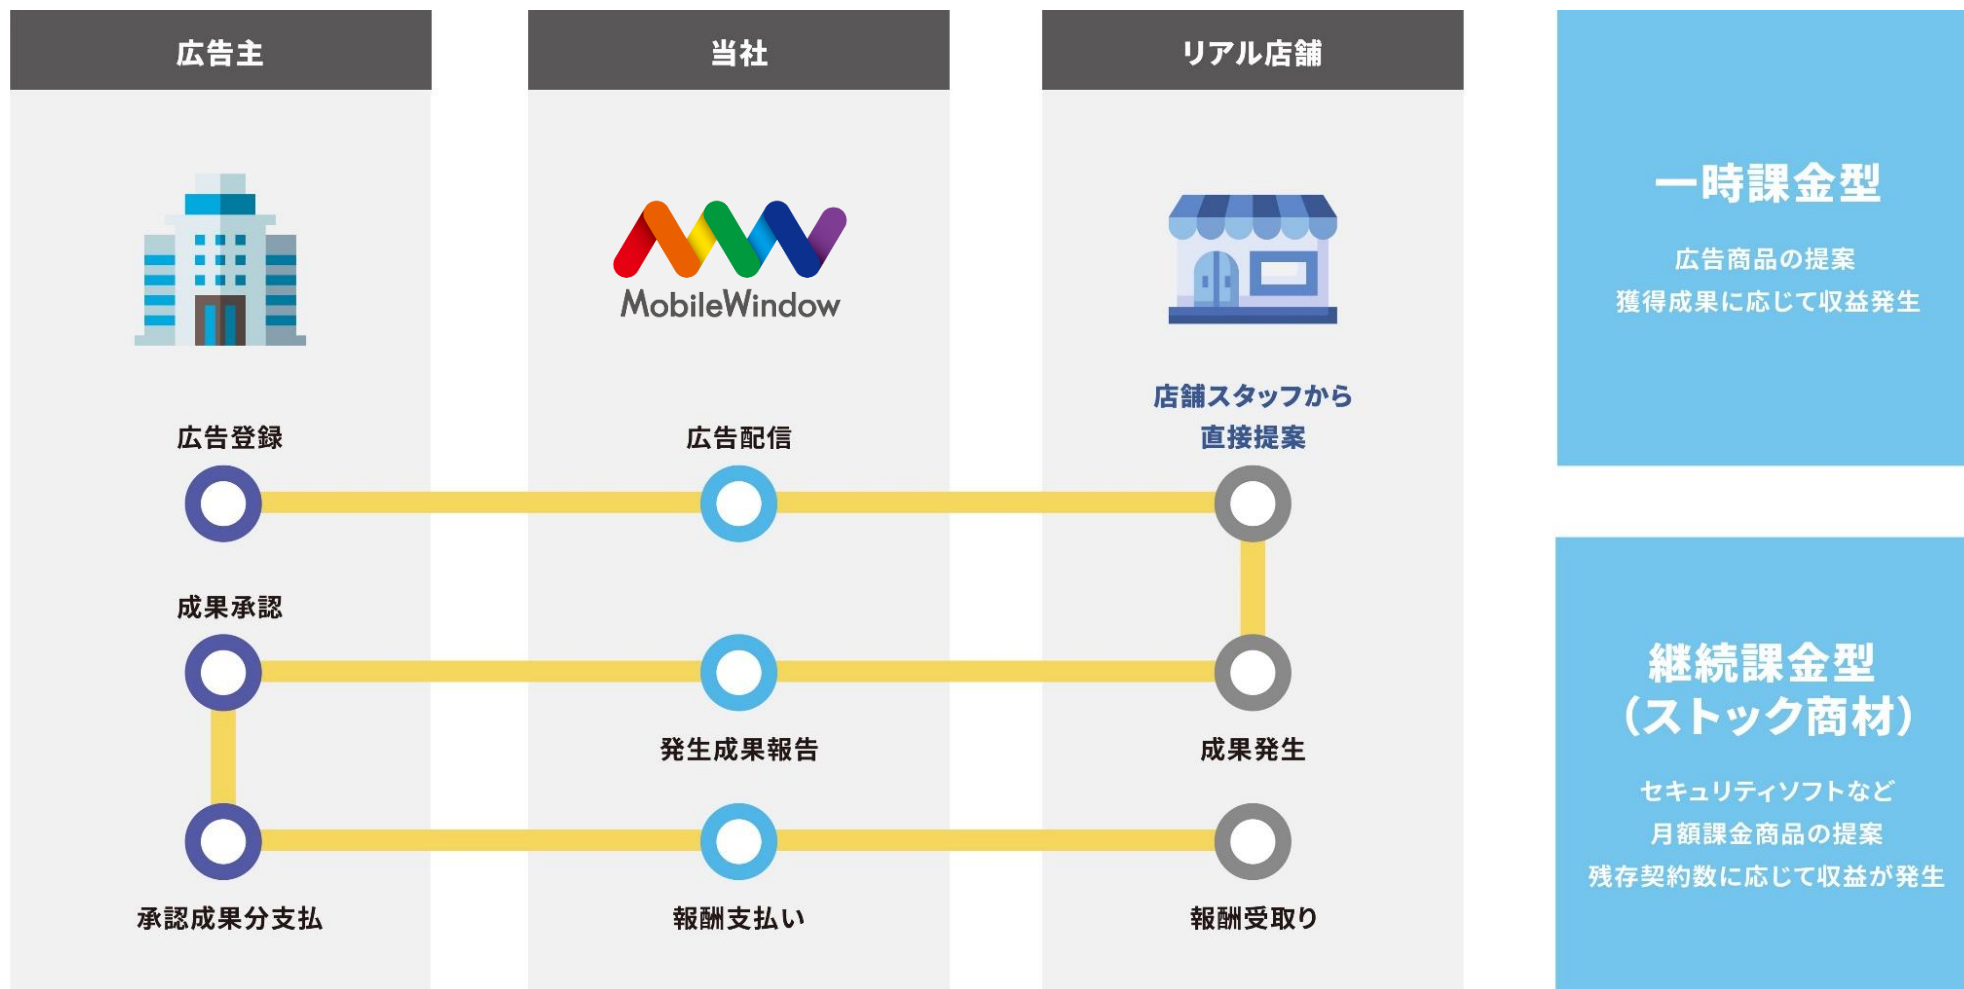 広告主
当社
リアル店舗
MobileWindow
店舗スタッフから
直接提案
広告登録
広告配信
成果承認
発生成果報告
成果発生
承認成果分支払
報酬支払い
報酬受取り
一時課金型
広告商品の提案
獲得成果に応じて収益発生
継続課金型
（ストック商材）
セキュリティソフトなど
月額課金商品の提案
残存契約数に応じて収益が発生